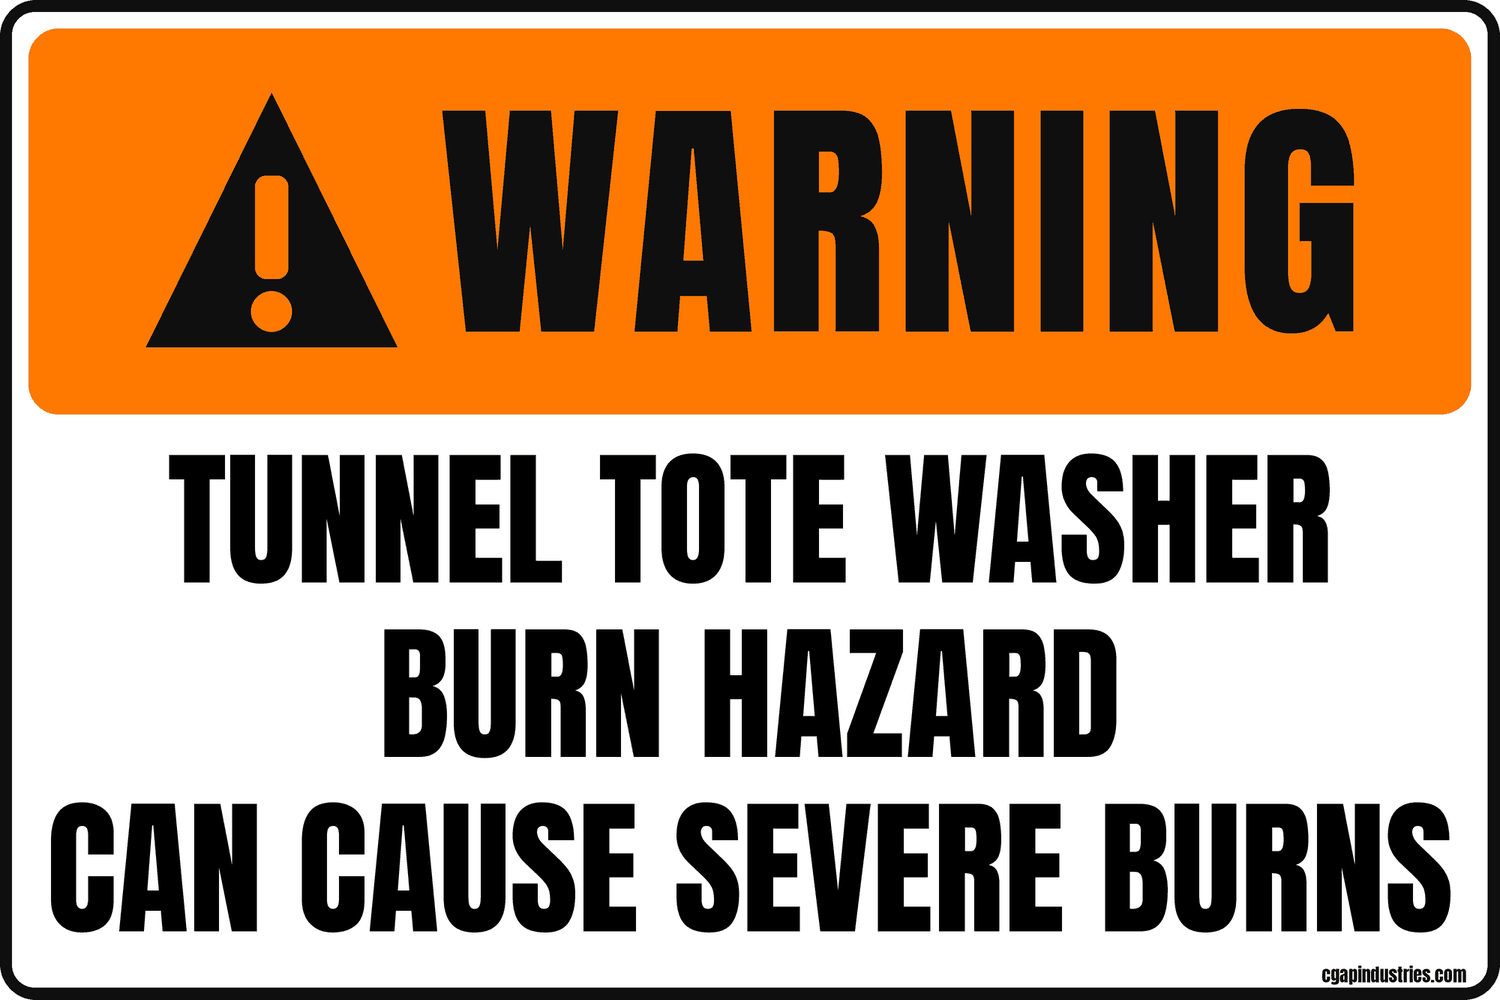 WARNING
TUNNEL TOTE WASHER
BURN HAZARD
CAN CAUSE SEVERE BURNS
cgapindustries.com